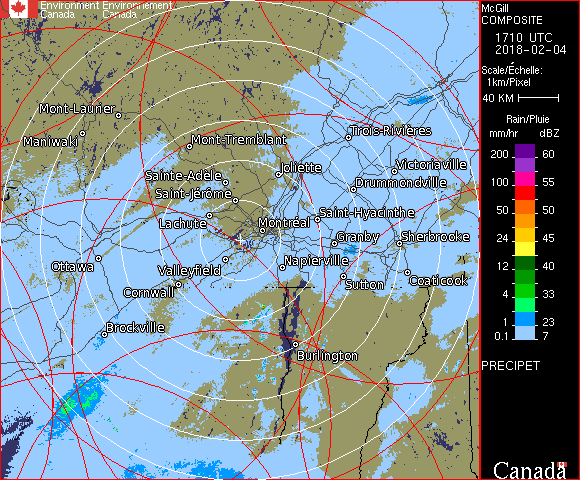 Environment Environnement
Canada Canada
McGill
COMPOSITE
1710 UTC
2018-02-04
Scale/Échelle:
1km/Pixel
40 KM
Rain/Pluie
mm/hr dBZ
200 60
100 55
50 50
24 45
12 40
4 33
1 23
0.1 7
PRECIPET
Canada
Mont-Laurier
Maniwaki
Mont-Tremblant
Trois-Rivières
Joliette
Victoriaville
Sainte-Adèle
Drummondville
Saint-Jérôme
Lachute
Saint-Hyacinthe
Montréal
Granby
Sherbrooke
Ottawa
Valleyfield
Napierville
Cornwall
Sutton
Coaticook
Brockville
Burlington